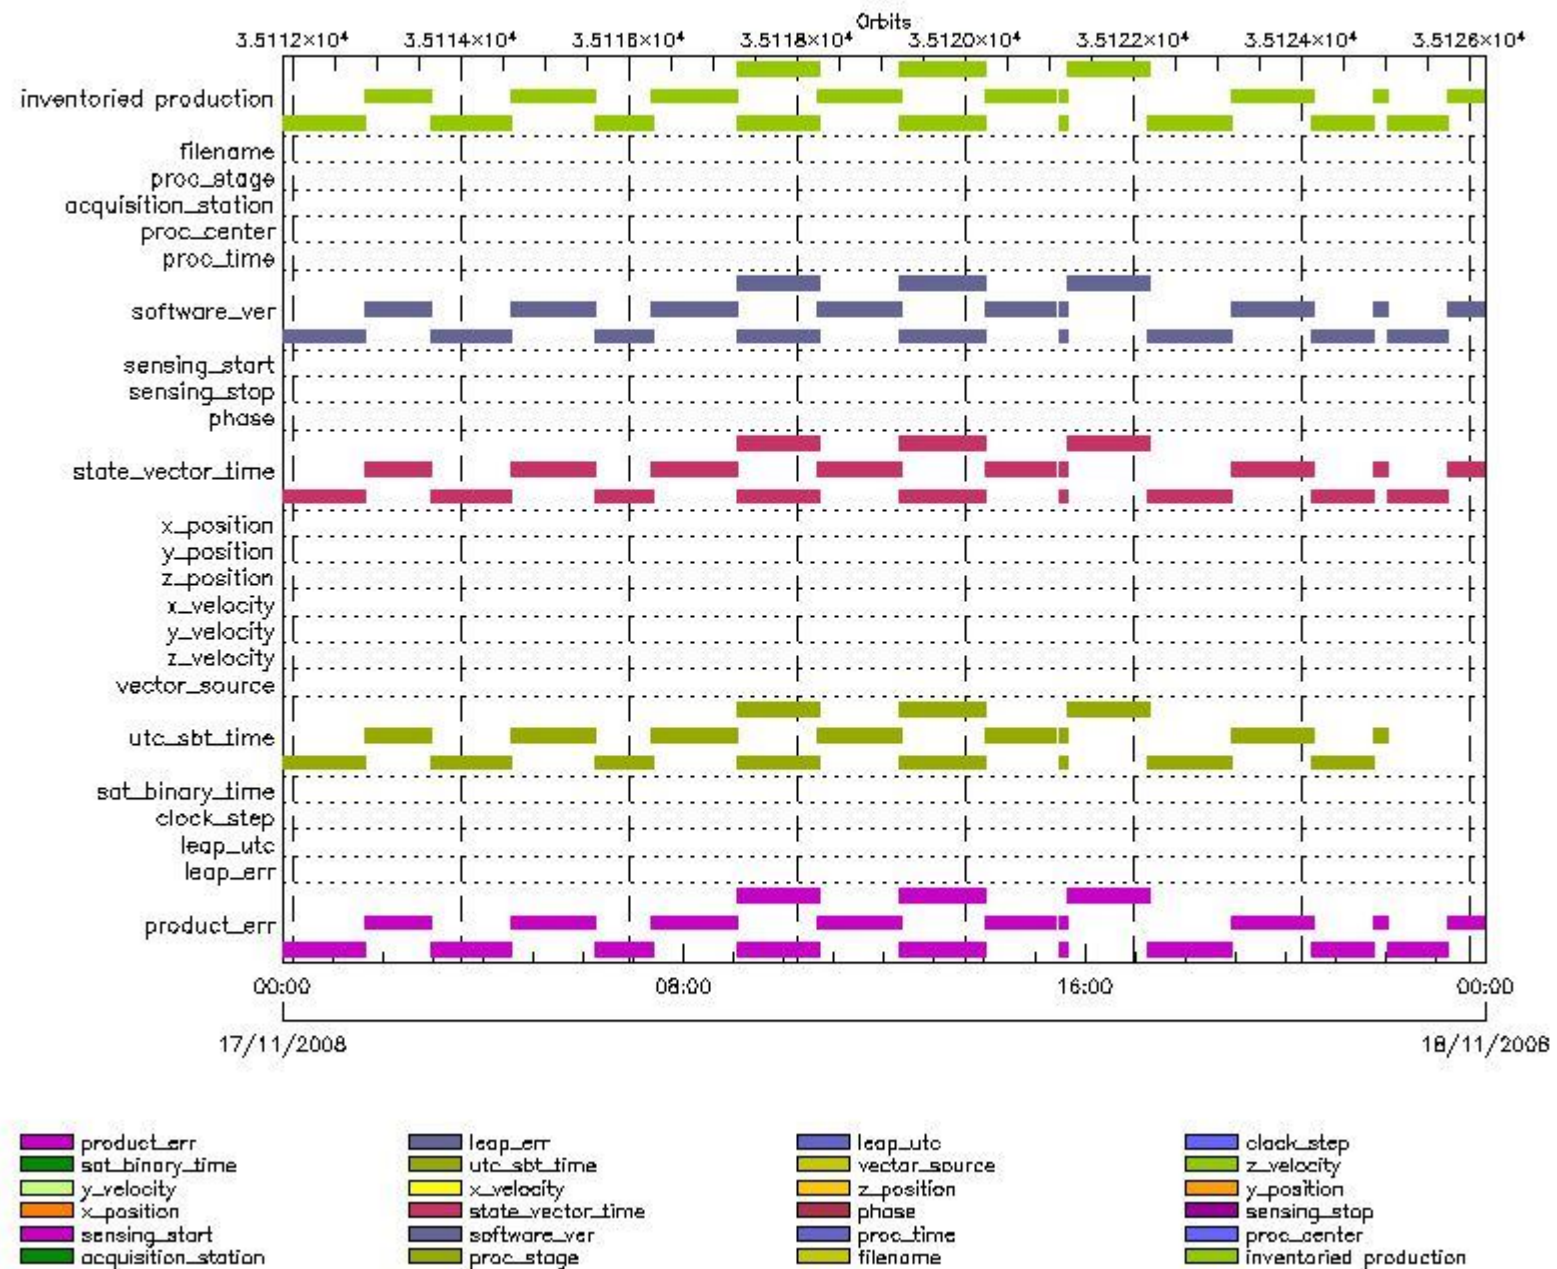 Orbits
3.5112×10⁴ 3.5114×10⁴ 3.5116×10⁴ 3.5118×10⁴ 3.5120×10⁴ 3.5122×10⁴ 3.5124×10⁴ 3.5126×10⁴
inventoried production
filename
proc_stage
acquisition_station
proc_center
proc_time
software_ver
sensing_start
sensing_stop
phase
state_vector_time
x_position
y_position
z_position
x_velocity
y_velocity
z_velocity
vector_source
utc_sbt_time
sat_binary_time
clock_step
leap_utc
leap_err
product_err
00:00 08:00 16:00 00:00
17/11/2008 18/11/2008
product_err leap_err leap_utc clock_step
sat_binary_time utc_sbt_time vector_source z_velocity
y_velocity x_velocity z_position y_position
x_position state_vector_time phase sensing_stop
sensing_start software_ver proc_time proc_center
acquisition_station proc_stage filename inventoried production